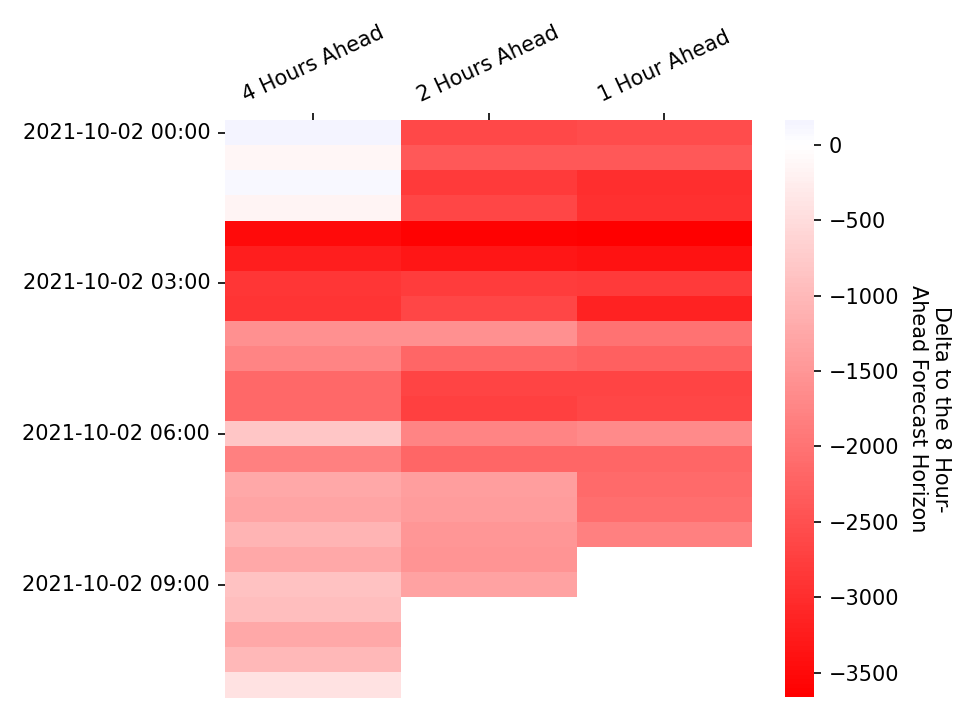 4 Hours Ahead
2 Hours Ahead
1 Hour Ahead
2021-10-02 00:00
2021-10-02 03:00
2021-10-02 06:00
2021-10-02 09:00
0
−500
−1000
−1500
−2000
−2500
−3000
−3500
Delta to the 8 Hour-
Ahead Forecast Horizon